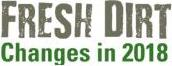 FRESH DIRT
Changes in 2018